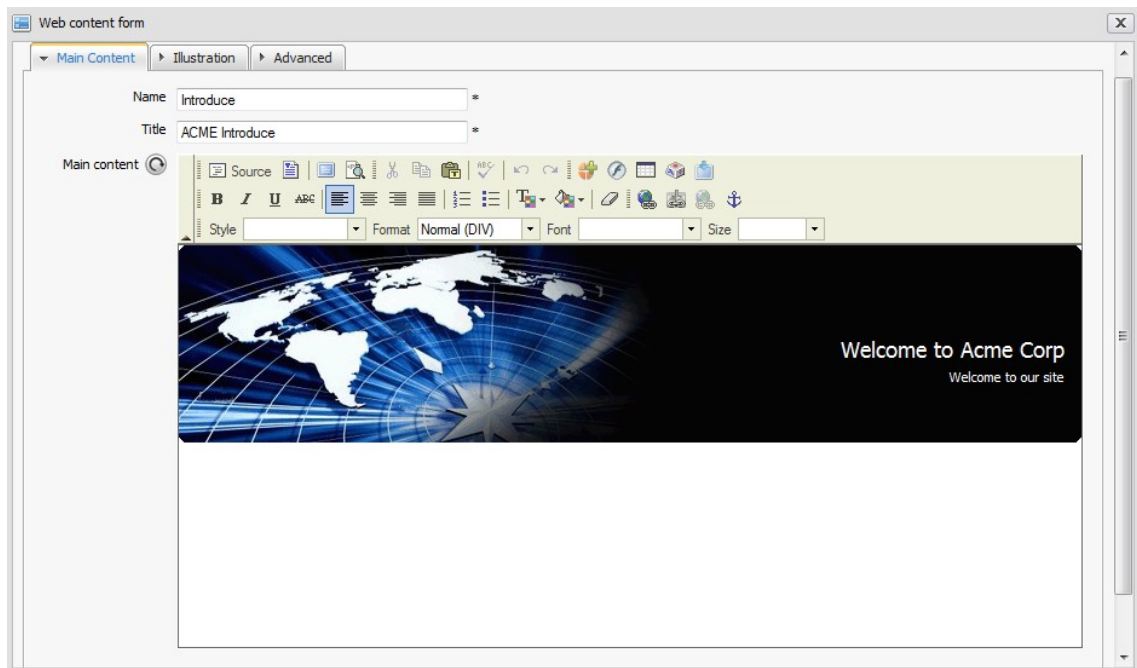 Web content form
Main Content Illustration Advanced
Name Introduce *
Title ACME Introduce *
Main content
Source
B I U ABC
Style Format Normal (DIV) Font Size
Welcome to Acme Corp
Welcome to our site